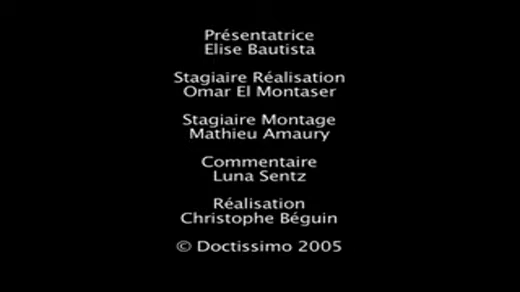 Présentatrice
Elise Bautista
Stagiaire Réalisation
Omar El Montaser
Stagiaire Montage
Mathieu Amaury
Commentaire
Luna Sentz
Réalisation
Christophe Béguin
© Doctissimo 2005